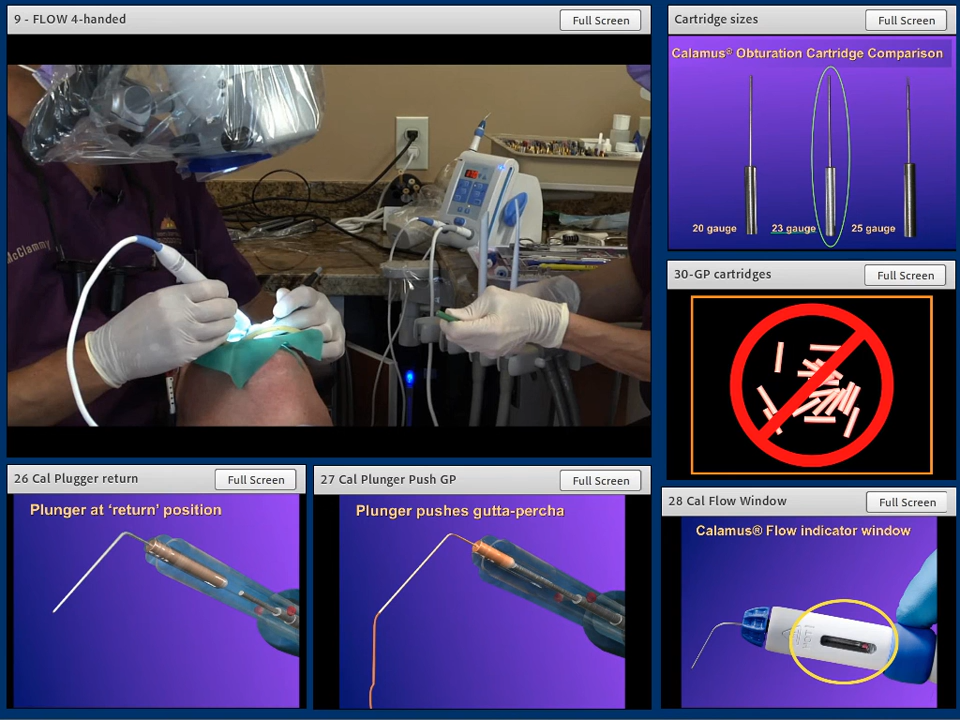 9 - FLOW 4-handed
Full Screen
McClammy
Cartridge sizes
Full Screen
Calamus® Obturation Cartridge Comparison
20 gauge
23 gauge
25 gauge
30-GP cartridges
Full Screen
26 Cal Plugger return
Full Screen
Plunger at ‘return’ position
27 Cal Plunger Push GP
Full Screen
Plunger pushes gutta-percha
28 Cal Flow Window
Full Screen
Calamus® Flow indicator window